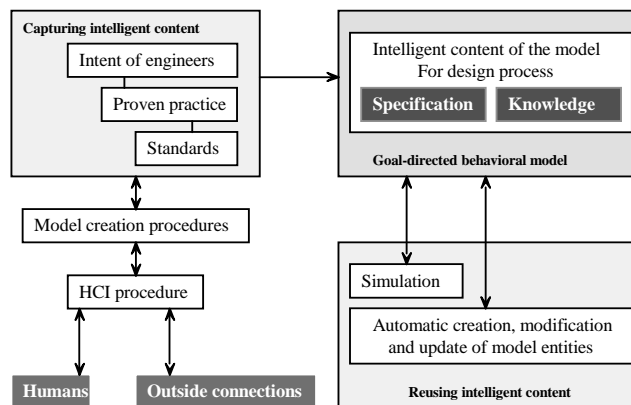 Capturing intelligent content
Intent of engineers
Proven practice
Standards
Model creation procedures
HCI procedure
Humans
Outside connections
Intelligent content of the model
For design process
Specification
Knowledge
Goal-directed behavioral model
Simulation
Automatic creation, modification
and update of model entities
Reusing intelligent content